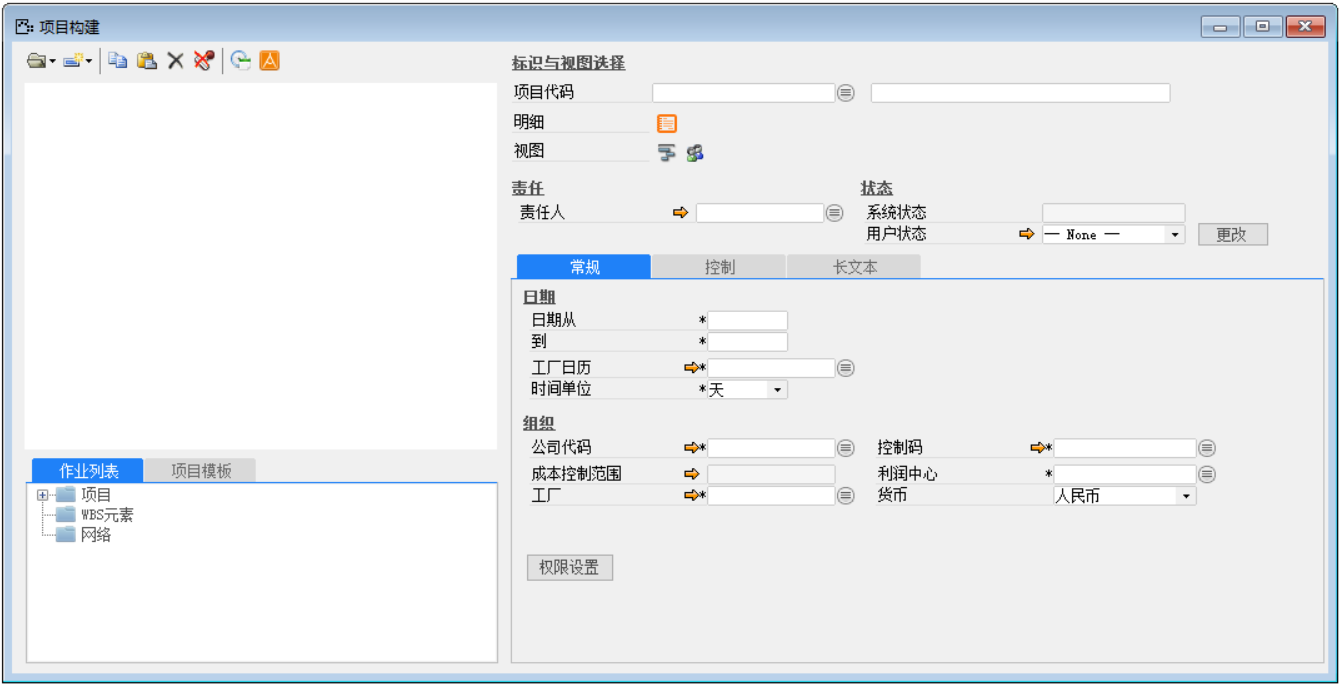 项目构建
标识与视图选择
项目代码
明细
视图
责任
状态
责任人
系统状态
用户状态
— None —
更改
常规
控制
长文本
日期
日期从
*
到
*
工厂日历
*
时间单位
*天
组织
公司代码
*
控制码
*
成本控制范围
利润中心
*
工厂
*
货币
人民币
权限设置
作业列表
项目模板
项目
WBS元素
网络